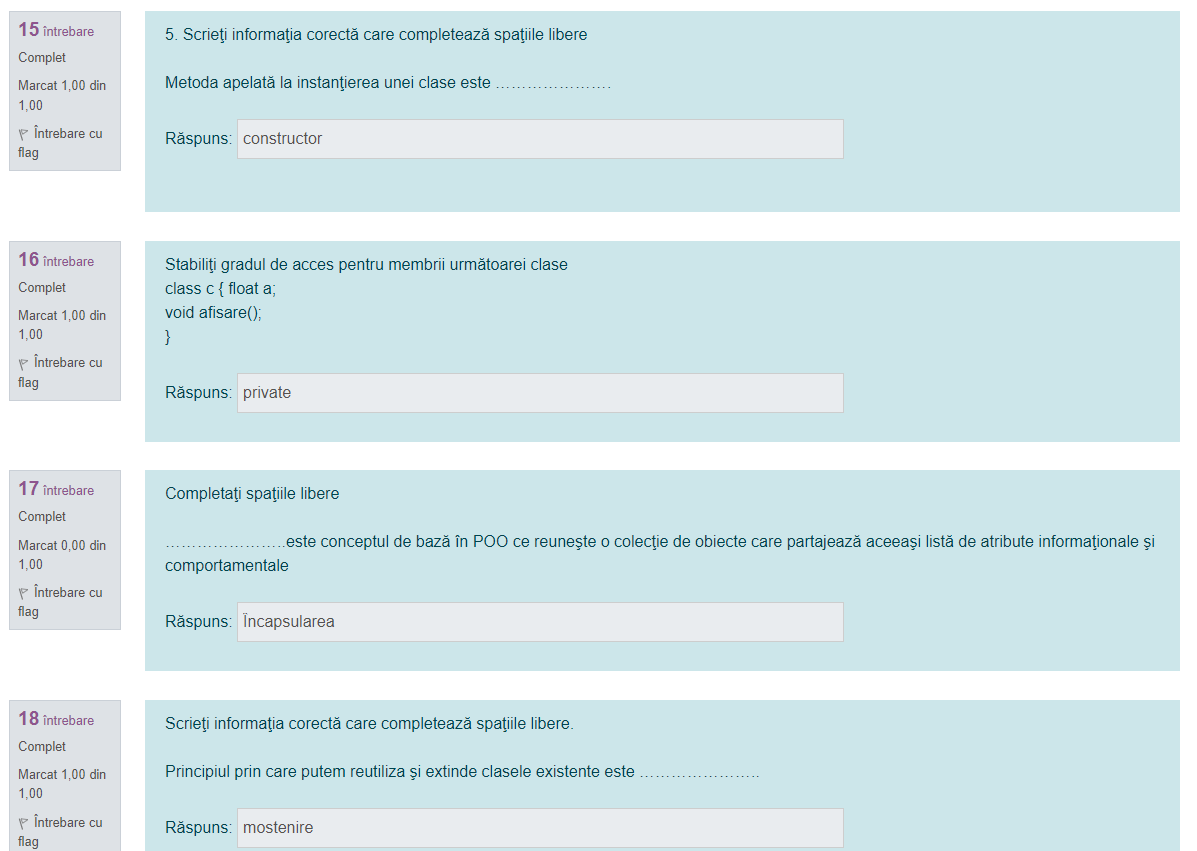 15 întrebare
Complet
Marcat 1,00 din
1,00
Întrebare cu
flag
5. Scrieţi informaţia corectă care completează spaţiile libere
Metoda apelată la instanţierea unei clase este ………………….
Răspuns: constructor
16 întrebare
Complet
Marcat 1,00 din
1,00
Întrebare cu
flag
Stabiliţi gradul de acces pentru membrii următoarei clase
class c { float a;
void afisare();
}
Răspuns: private
17 întrebare
Complet
Marcat 0,00 din
1,00
Întrebare cu
flag
Completaţi spaţiile libere
…………………..este conceptul de bază în POO ce reuneşte o colecţie de obiecte care partajează aceeaşi listă de atribute informaţionale şi
comportamentale
Răspuns: Încapsularea
18 întrebare
Complet
Marcat 1,00 din
1,00
Întrebare cu
flag
Scrieţi informaţia corectă care completează spaţiile libere.
Principiul prin care putem reutiliza şi extinde clasele existente este …………………..
Răspuns: mostenire